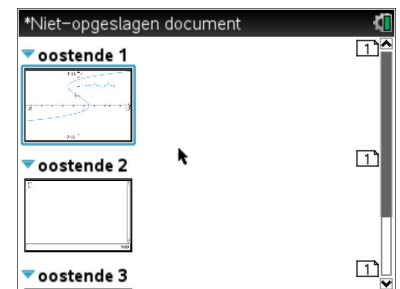 *Niet-opgeslagen document
oostende 1
1
oostende 2
1
oostende 3
1